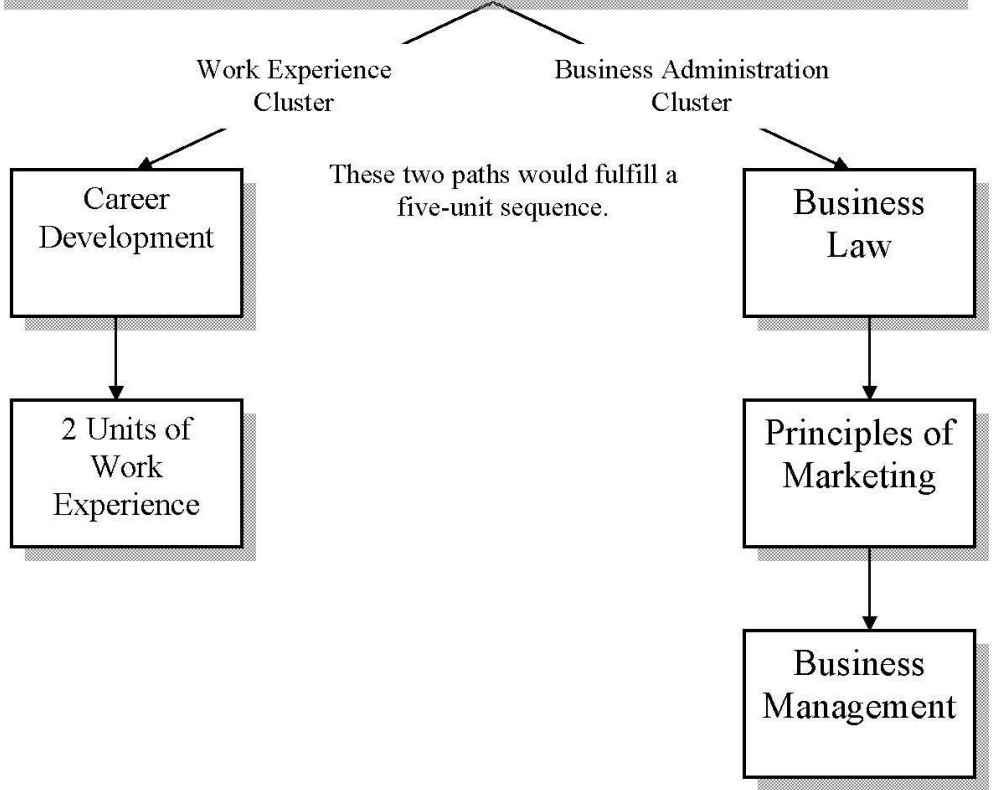 Work Experience
Cluster
Business Administration
Cluster
These two paths would fulfill a
five-unit sequence.
Career
Development
Business
Law
2 Units of
Work
Experience
Principles of
Marketing
Business
Management